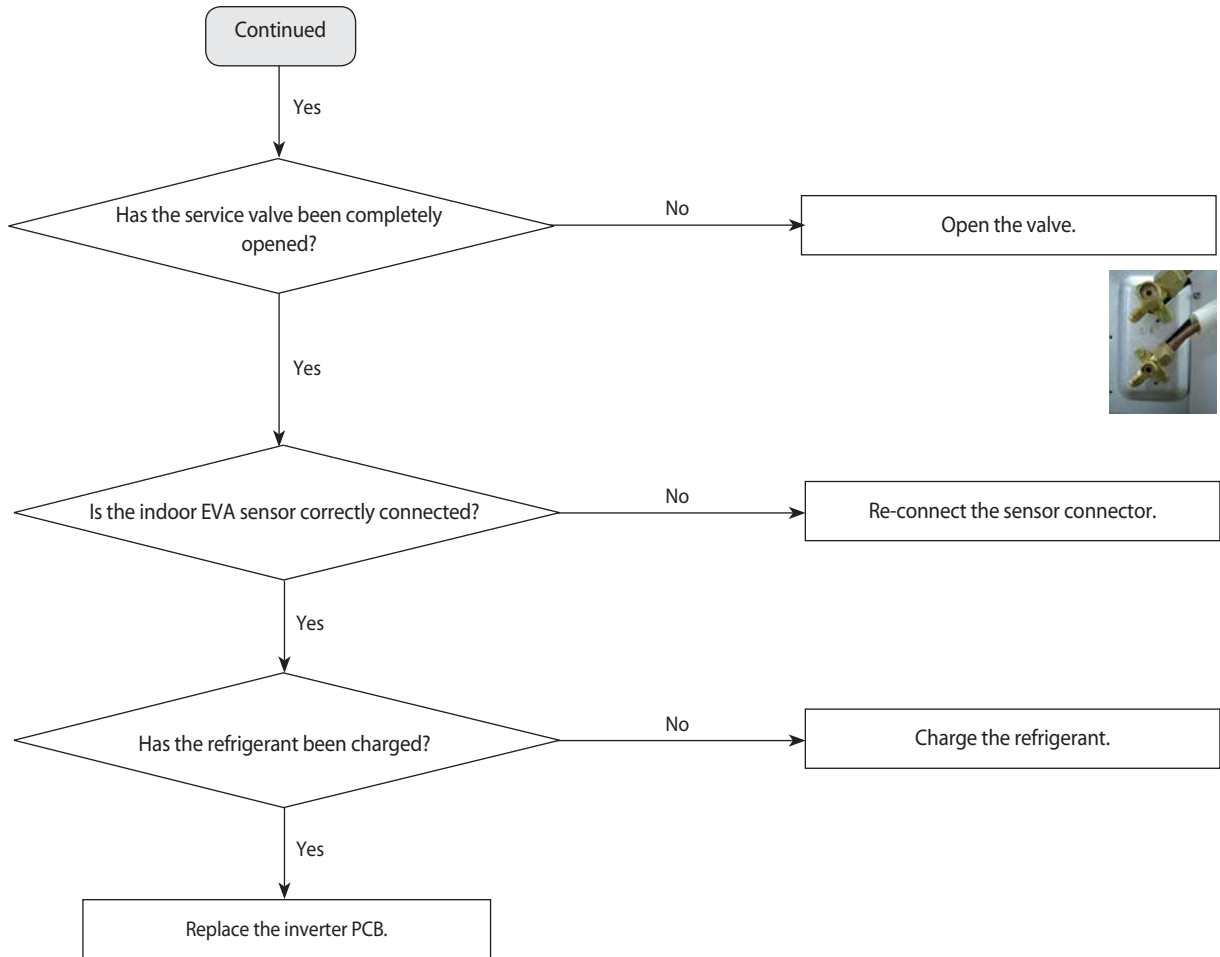 Continued
Yes
Has the service valve been completely
opened?
No
Open the valve.
Yes
Is the indoor EVA sensor correctly connected?
No
Re-connect the sensor connector.
Yes
Has the refrigerant been charged?
No
Charge the refrigerant.
Yes
Replace the inverter PCB.